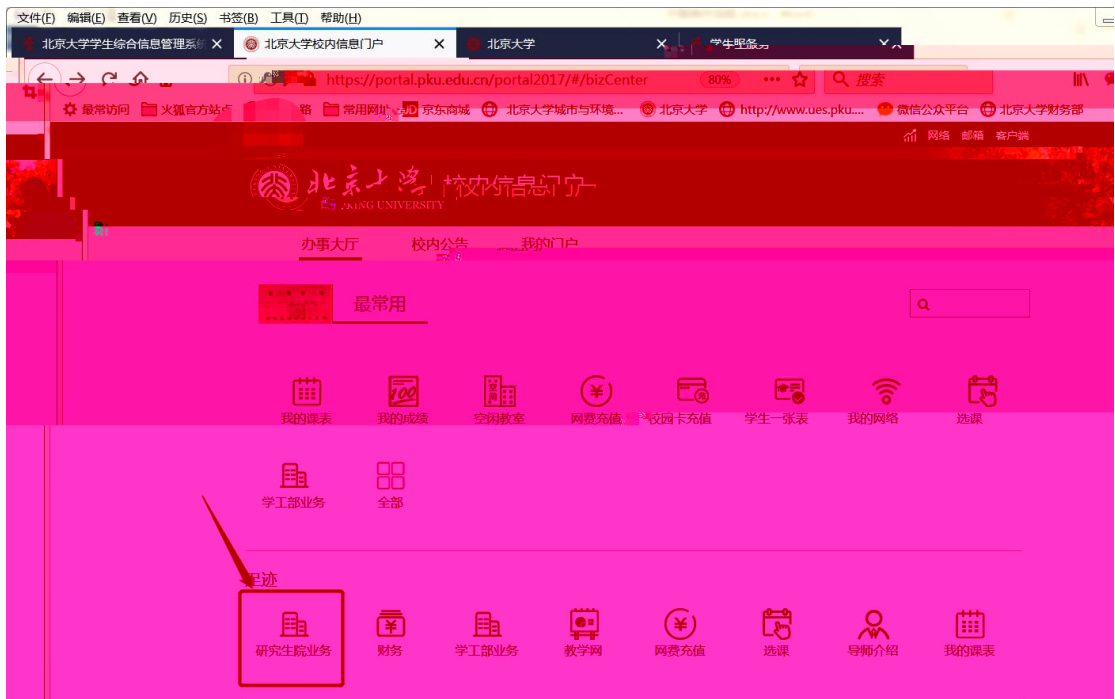 文件(F) 编辑(E) 查看(V) 历史(S) 书签(B) 工具(T) 帮助(H)
北京大学学生综合信息管理系统 × 北京大学校内信息门户 × 北京大学 ×
https://portal.pku.edu.cn/portal2017/#/bizCenter 80% 搜索
最常访问 火狐官方站点 常用网址 JD 京东商城 北京大学城市与环境... 北京大学 http://www.ues.pku.... 微信公众平台 北京大学财务部
网络 邮箱 客户端
北京大学 校内信息门户
KING UNIVERSITY
办事大厅 校内公告 我的门户
最常用
我的课表 我的成绩 空闲教室 网费充值 校园卡充值 学生一张表 我的网络 选课
学工部业务 全部
足迹
研究生院业务 财务 学工部业务 教学网 网费充值 选课 导师介绍 我的课表